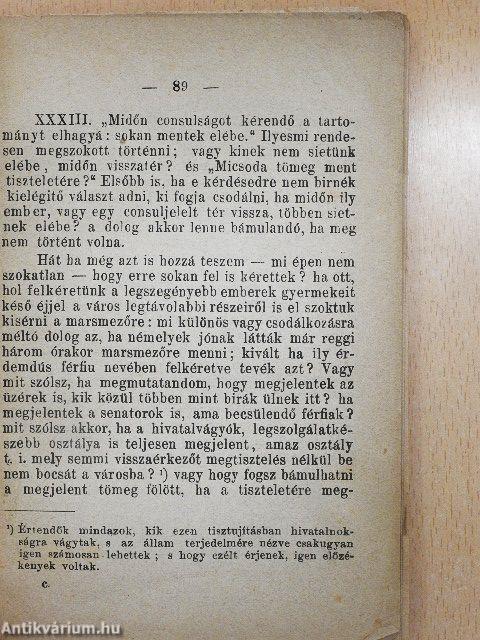 — 89 —
XXXIII. „Midőn consulságot kérendő a tarto-
mányt elhagyá: sokan mentek elébe.“ Ilyesmi rende-
sen megszokott történni; vagy kinek nem sietünk
elébe, midőn visszatér? és „Micsoda tömeg ment
tiszteletére?“ Elsőbb is, ha e kérdésedre nem birnék
kielégitő választ adni, ki fogja csodálni, ha midőn ily
ember, vagy egy consuljelelt tér vissza, többen siet-
nek elébe? a dolog akkor lenne bámulandó, ha meg
nem történt volna.
Hát ha még azt is hozzá teszem — mi épen nem
szokatlan — hogy erre sokan fel is kérettek? ha ott,
hol felkéretünk a legszegényebb emberek gyermekeit
késő éjjel a város legtávolabbi részeiről is el szoktuk
kisérni a marsmezőre: mi különös vagy csodálkozásra
méltó dolog az, ha némelyek jónak látták már reggi
három órakor marsmezőre menni; kivált ha ily ér-
demdús férfiu nevében felkéretve tevék azt? Vagy
mit szólsz, ha megmutatandom, hogy megjelentek az
üzérek is, kik közül többen mint birák ülnek itt? ha
megjelentek a senatorok is, ama becsülendő férfiak?
mit szólsz akkor, ha a hivatalvágyók, legszolgálatké-
szebb osztálya is teljesen megjelent, amaz osztály
t. i. mely semmi visszaérkezőt megtisztelés nélkül be
nem bocsát a városba? ¹) vagy hogy fogsz bámulhatni
a megjelent tömeg fölött, ha a tiszteletére meg-
¹) Értendők mindazok, kik ezen tisztujításban hivatalnok-
ságra vágytak, s az állam terjedelmére nézve csakugyan
igen számosan lehettek; s hogy czélt érjenek, igen előzé-
kenyek voltak.
c.
Antikvárium.hu